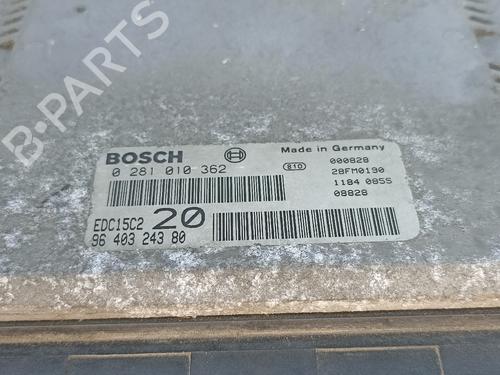 B-PARTS
BOSCH
Made in Germany
0 281 010 362
810
000828
28FM0190
1184 0855
08828
EDC15C2 20
96 403 243 80